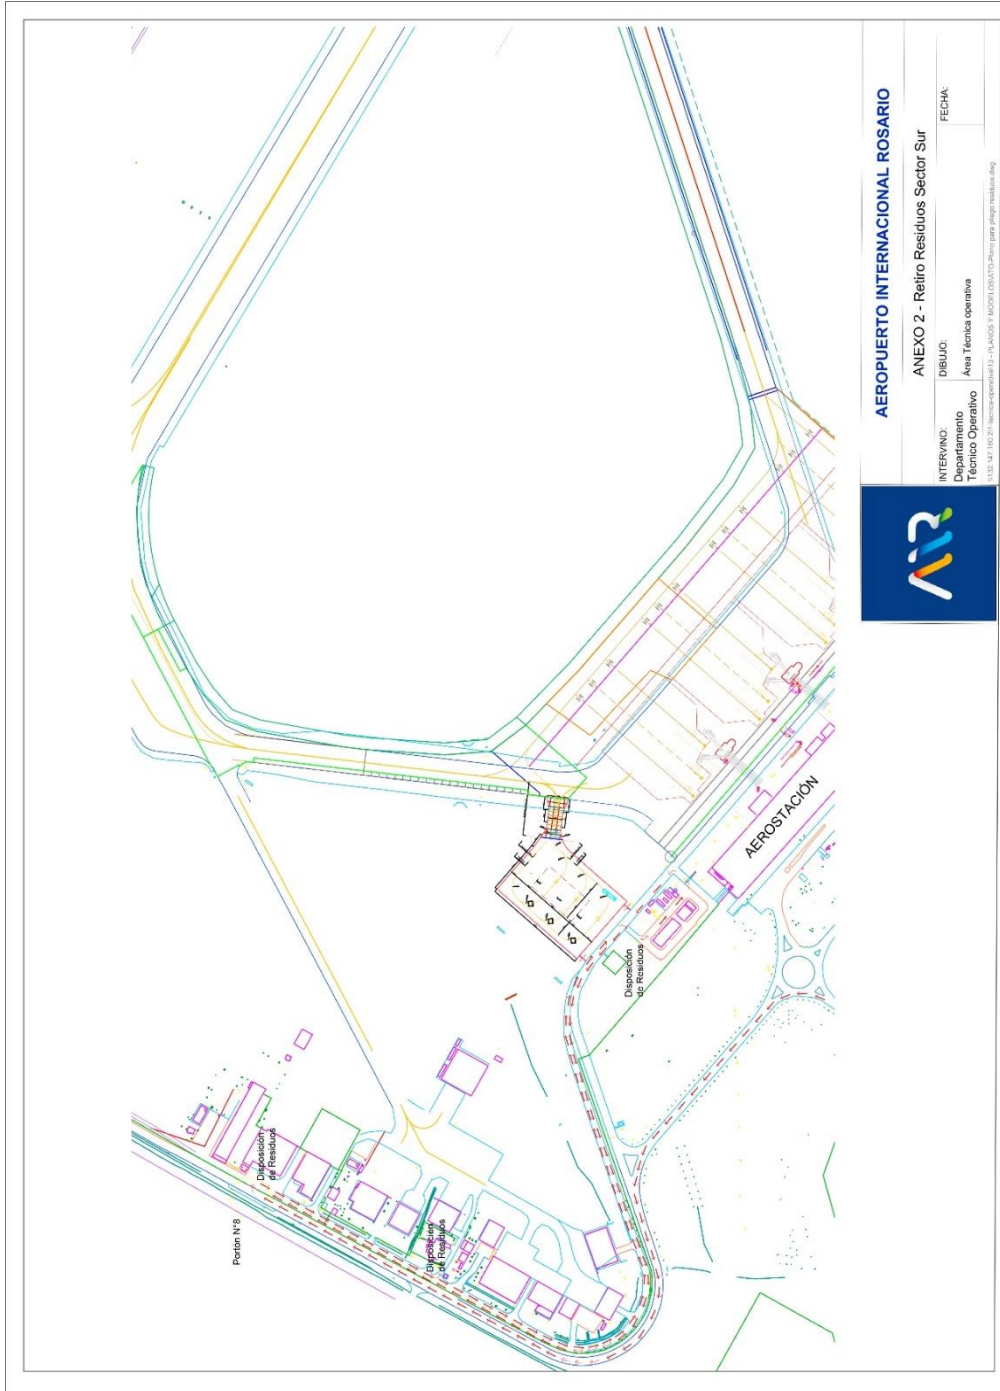 AEROPUERTO INTERNACIONAL ROSARIO
ANEXO 2 - Retiro Residuos Sector Sur
INTERVINO:
Departamento
Técnico Operativo
DIBUJO:
Área Técnica operativa
FECHA:
AIR
AEROSTACIÓN
Disposición
de Residuos
Disposición
de Residuos
Disposición
de Residuos
Portón N°8